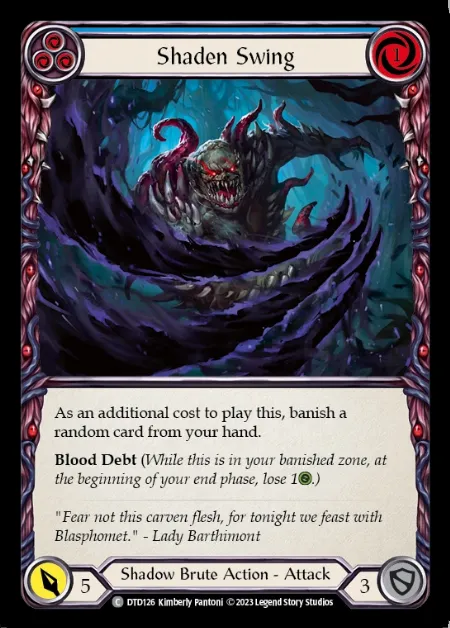 Shaden Swing
1
As an additional cost to play this, banish a
random card from your hand.
Blood Debt (While this is in your banished zone, at
the beginning of your end phase, lose 1.)
"Fear not this carven flesh, for tonight we feast with
Blasphomet." - Lady Barthimont
5
Shadow Brute Action - Attack
3
C DTD126 Kimberly Pantoni © 2023 Legend Story Studios